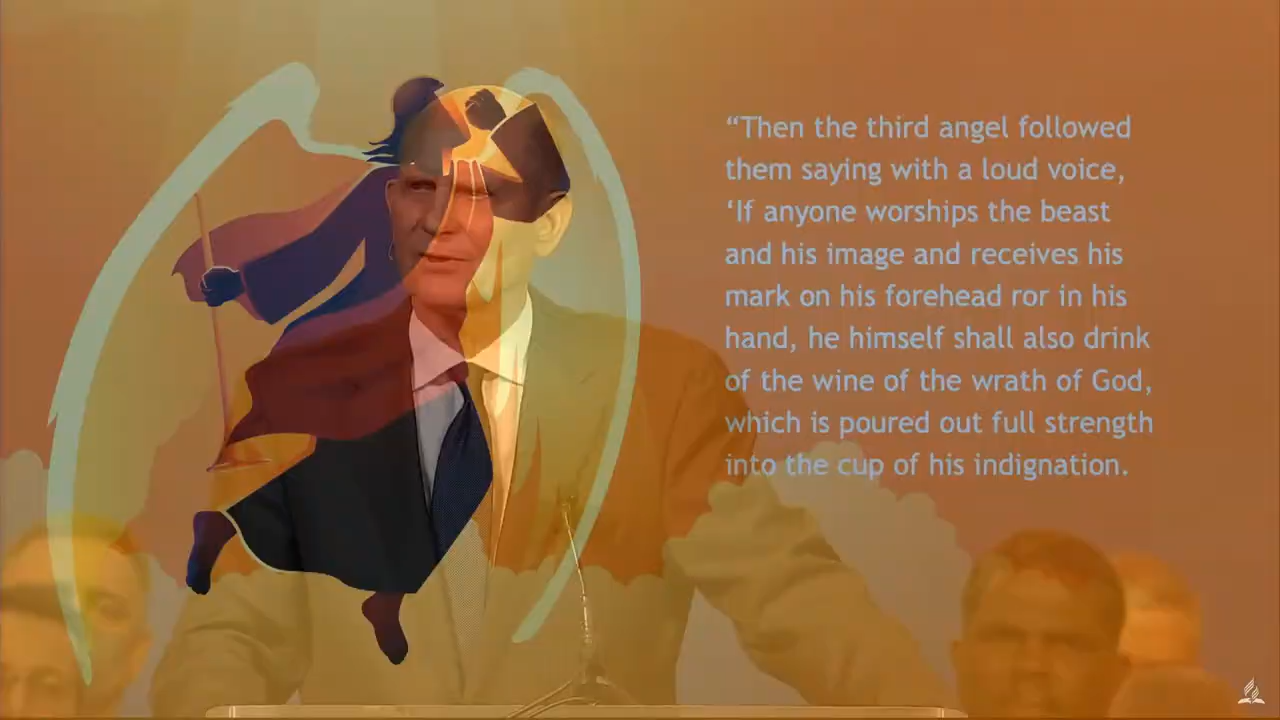 “Then the third angel followed
them saying with a loud voice,
‘If anyone worships the beast
and his image and receives his
mark on his forehead ror in his
hand, he himself shall also drink
of the wine of the wrath of God,
which is poured out full strength
into the cup of his indignation.